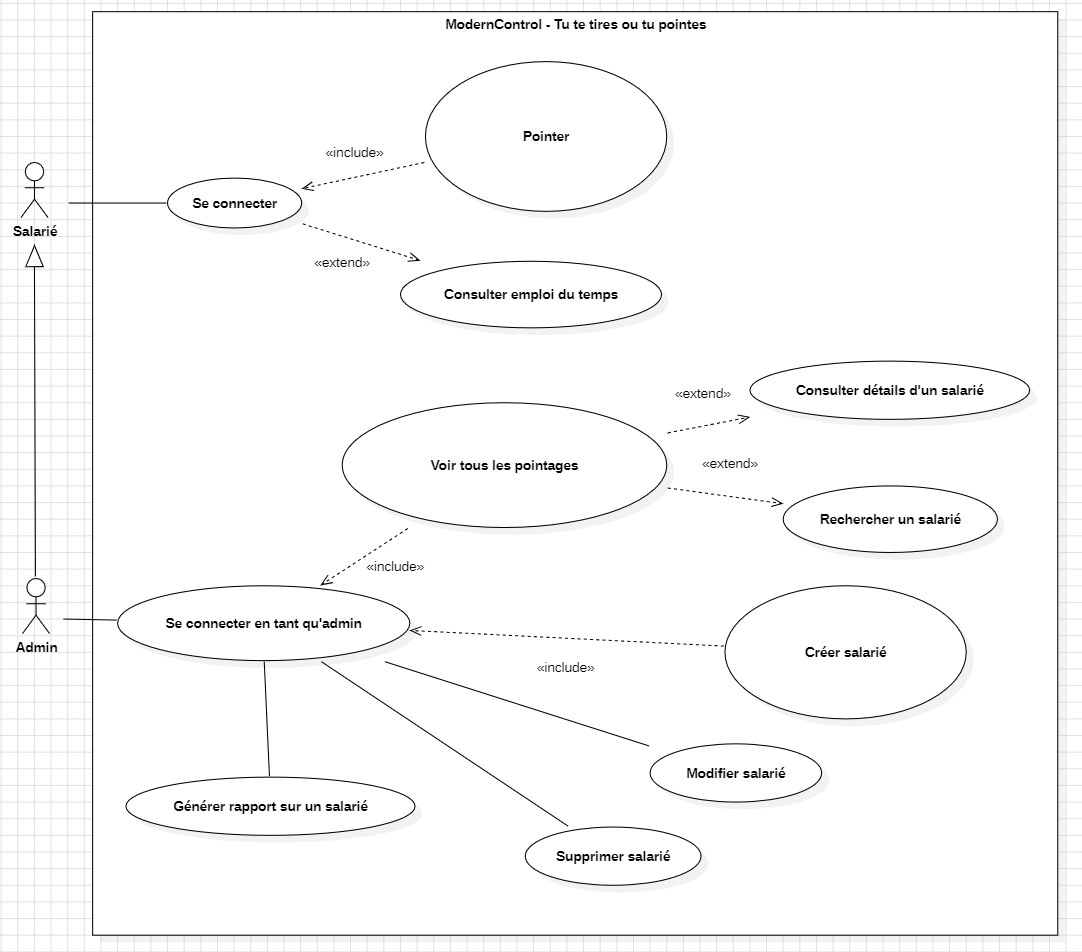 ModernControl - Tu te tires ou tu pointes
Pointer
«include»
Se connecter
Salarié
«extend»
Consulter emploi du temps
Consulter détails d'un salarié
«extend»
Voir tous les pointages
«extend»
Rechercher un salarié
«include»
Se connecter en tant qu'admin
Admin
Créer salarié
«include»
Modifier salarié
Générer rapport sur un salarié
Supprimer salarié